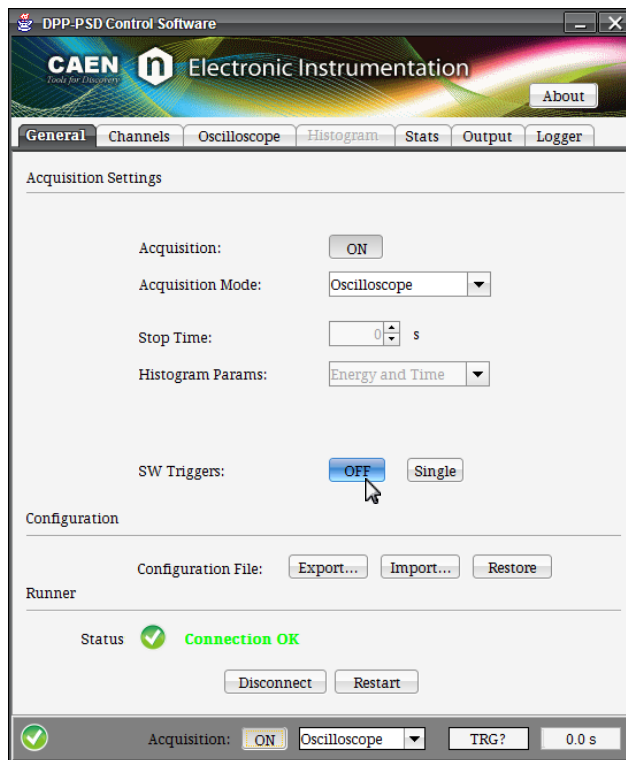 DPP-PSD Control Software
CAEN n Electronic Instrumentation
Tools for Discovery
About
General Channels Oscilloscope Histogram Stats Output Logger
Acquisition Settings
Acquisition: ON
Acquisition Mode: Oscilloscope
Stop Time: 0 s
Histogram Params: Energy and Time
SW Triggers: OFF Single
Configuration
Configuration File: Export... Import... Restore
Runner
Status Connection OK
Disconnect Restart
Acquisition: ON Oscilloscope TRG? 0.0 s